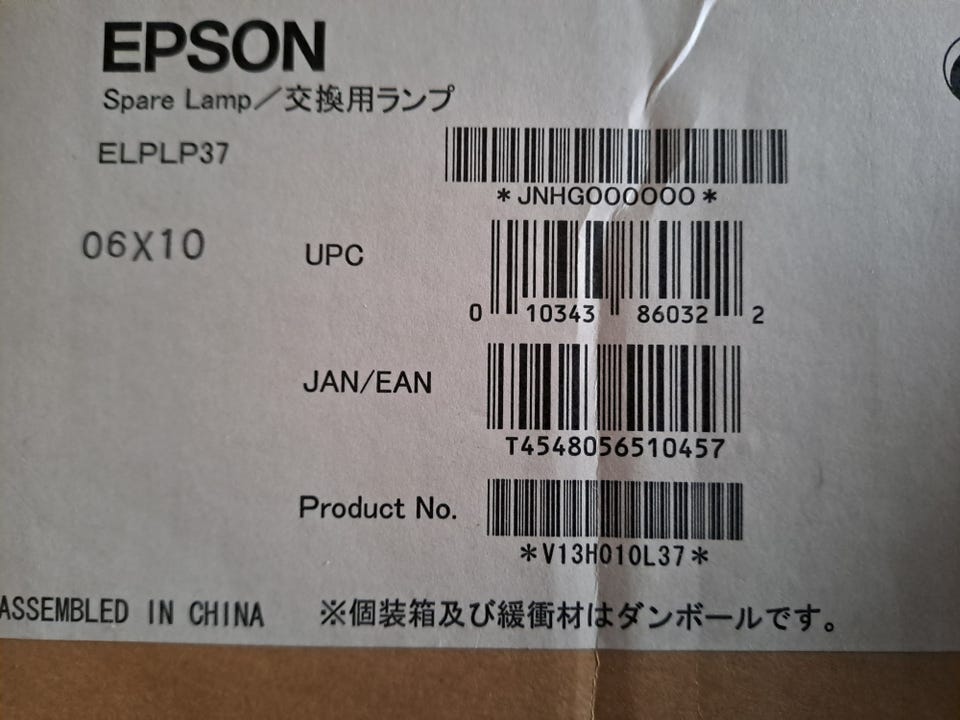 EPSON
Spare Lamp／交換用ランプ
ELPLP37
*JNHG000000*
06X10
UPC
0 10343 86032 2
JAN/EAN
T4548056510457
Product No.
*V13H010L37*
ASSEMBLED IN CHINA ※個装箱及び緩衝材はダンボールです。